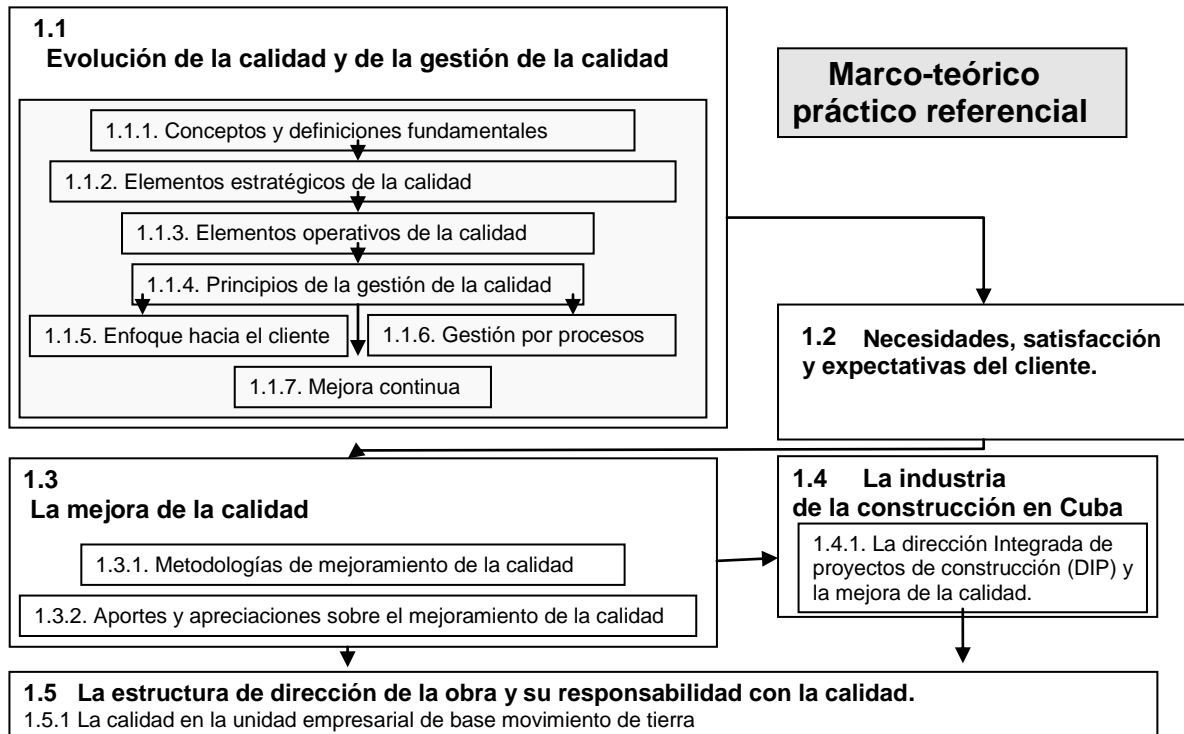 1.1
Evolución de la calidad y de la gestión de la calidad
Marco-teórico
práctico referencial
1.1.1. Conceptos y definiciones fundamentales
1.1.2. Elementos estratégicos de la calidad
1.1.3. Elementos operativos de la calidad
1.1.4. Principios de la gestión de la calidad
1.1.5. Enfoque hacia el cliente
1.1.6. Gestión por procesos
1.1.7. Mejora continua
1.2 Necesidades, satisfacción
y expectativas del cliente.
1.3
La mejora de la calidad
1.3.1. Metodologías de mejoramiento de la calidad
1.3.2. Aportes y apreciaciones sobre el mejoramiento de la calidad
1.4 La industria
de la construcción en Cuba
1.4.1. La dirección Integrada de
proyectos de construcción (DIP) y
la mejora de la calidad.
1.5 La estructura de dirección de la obra y su responsabilidad con la calidad.
1.5.1 La calidad en la unidad empresarial de base movimiento de tierra